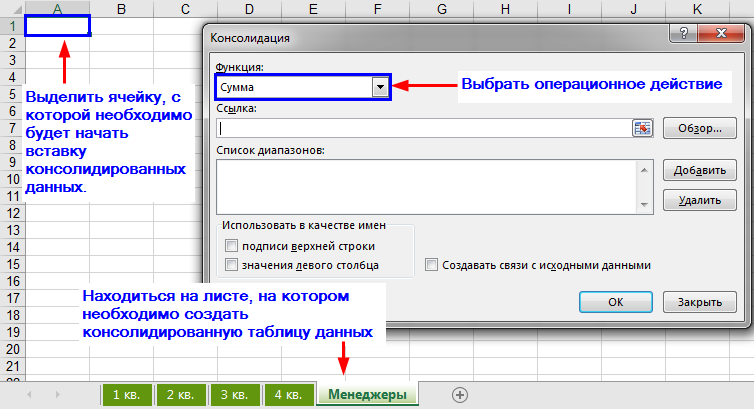 A B C D E F G H I J K
1
2
3
4
5
6
7
8
9
10
11
12
13
14
15
16
17
18
19
20
21
Выделить ячейку, с
которой необходимо
будет начать
вставку
консолидированных
данных.
Консолидация
?
Функция:
Сумма
Выбрать операционное действие
Ссылка:
Обзор...
Список диапазонов:
Добавить
Удалить
Использовать в качестве имен
подписи верхней строки
значения левого столбца
Создавать связи с исходными данными
ОК
Закрыть
Находиться на листе, на котором
необходимо создать
консолидированную таблицу данных
1 кв. 2 кв. 3 кв. 4 кв. Менеджеры